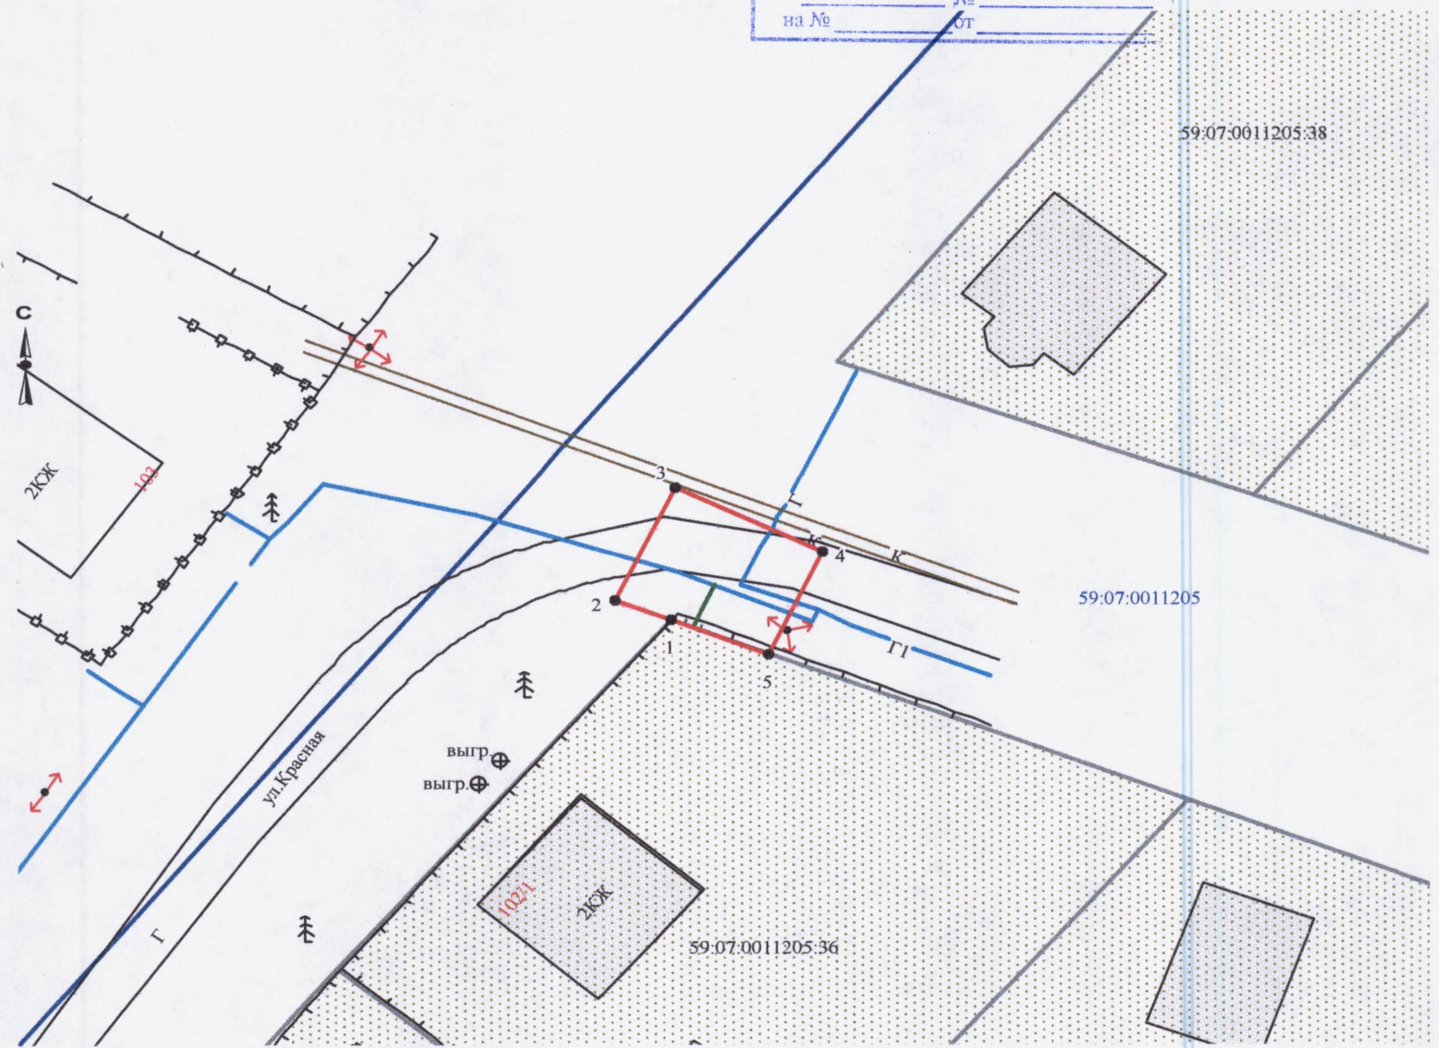 №
на № от
59:07:0011205:38
С
2КЖ
103
3
Г
К
К
4
59:07:0011205
2
1
Г1
5
выгр.
выгр.
ул.Красная
102/1
2КЖ
Г
59:07:0011205:36